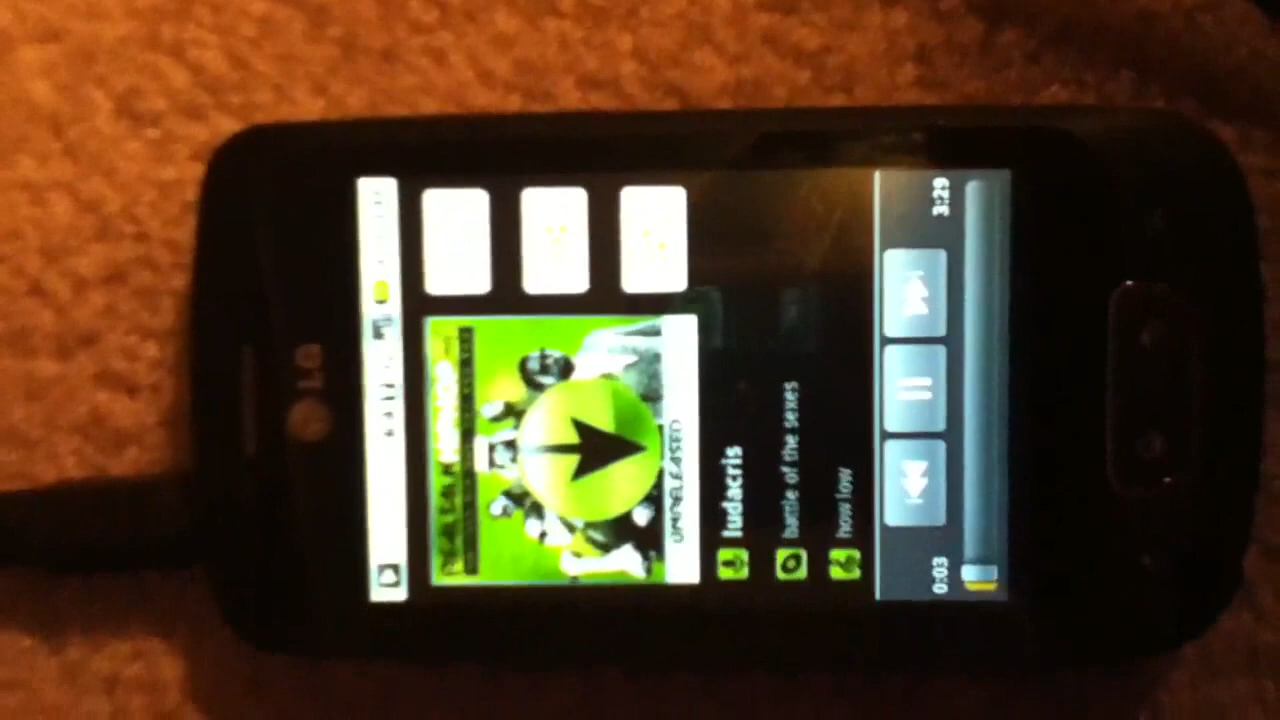 LG
UNRELEASED
ludacris
battle of the sexes
how low
0:03
3:29